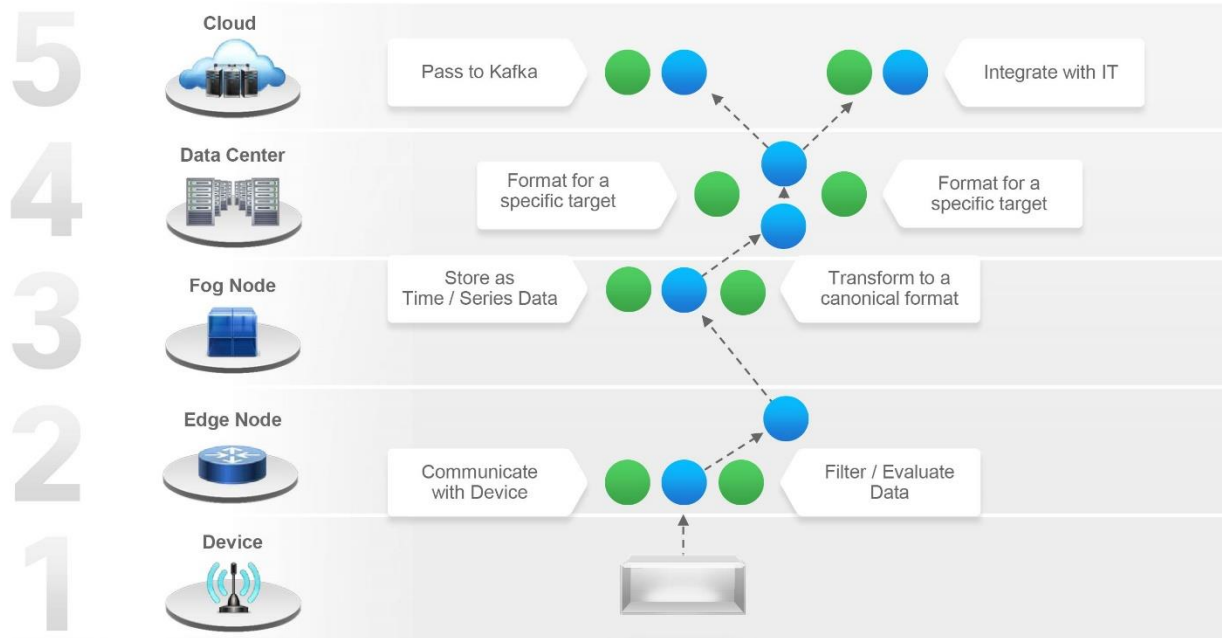 5
Cloud
Pass to Kafka
Integrate with IT
4
Data Center
Format for a
specific target
Format for a
specific target
3
Fog Node
Store as
Time / Series Data
Transform to a
canonical format
2
Edge Node
Communicate
with Device
Filter / Evaluate
Data
1
Device